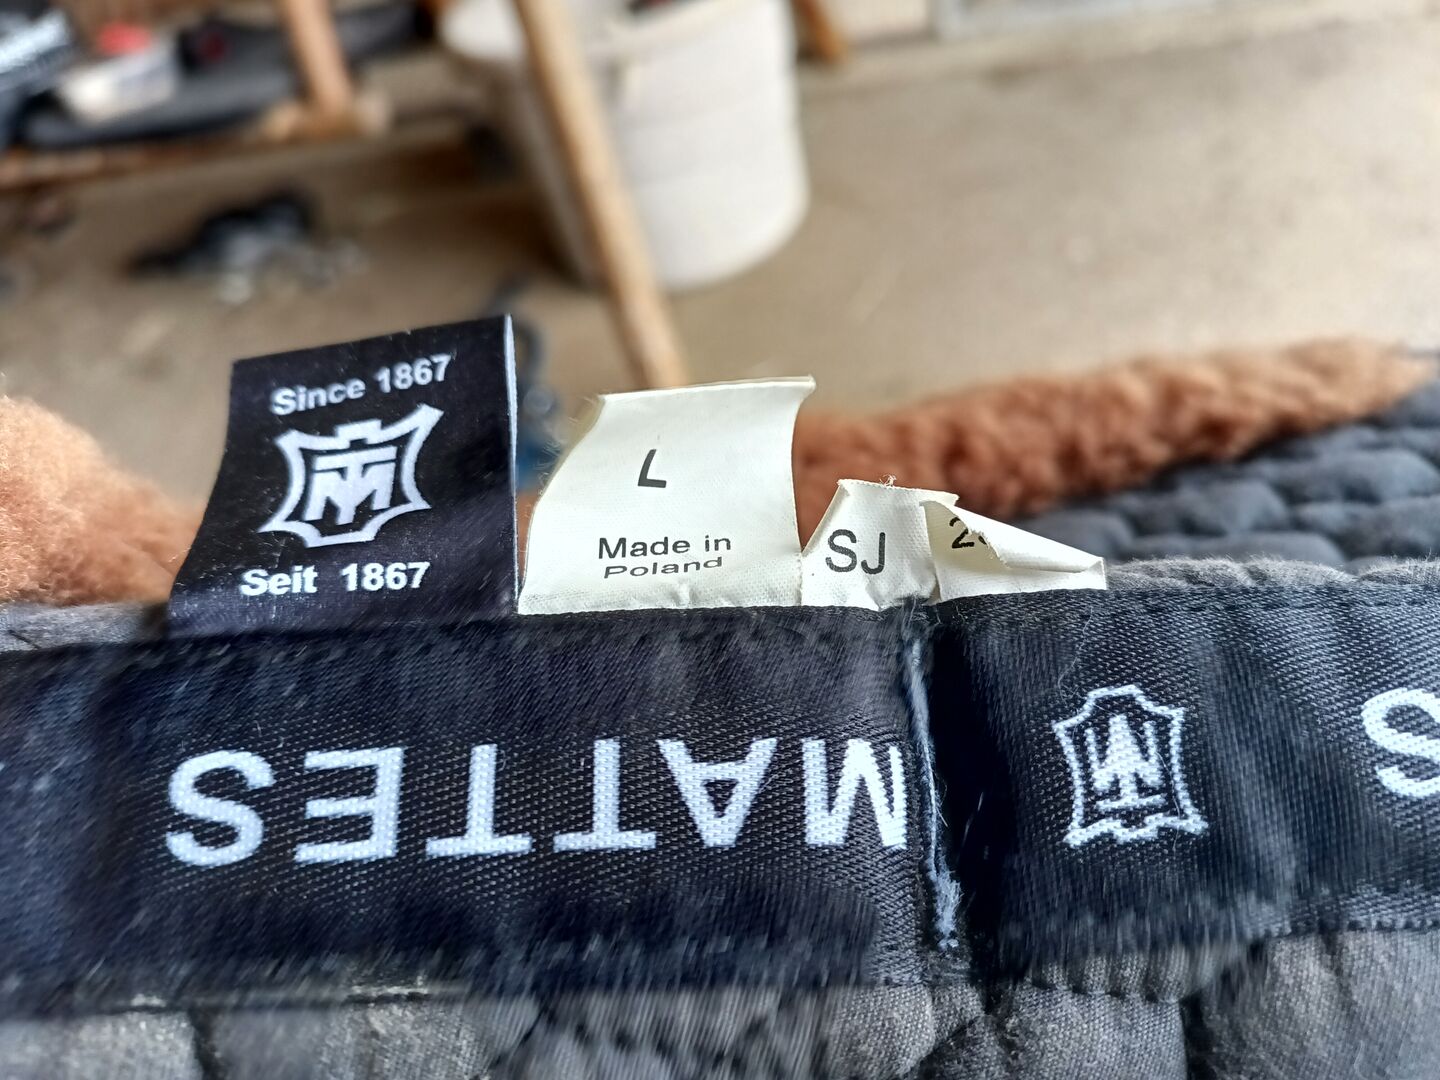 Since 1867
Seit 1867
L
Made in
Poland
SJ
MATTES